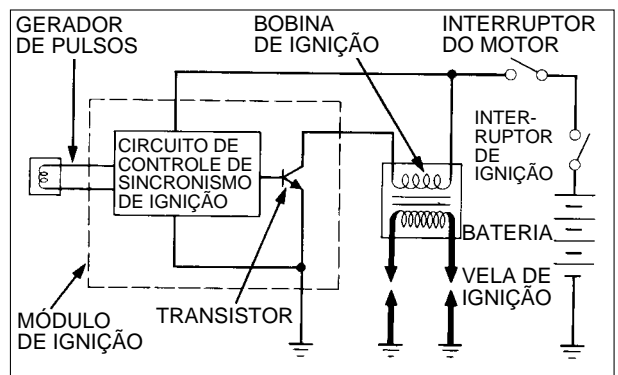 GERADOR
DE PULSOS
BOBINA
DE IGNIÇÃO
INTERRUPTOR
DO MOTOR
CIRCUITO DE
CONTROLE DE
SINCRONISMO
DE IGNIÇÃO
INTER-
RUPTOR
DE
IGNIÇÃO
BATERIA
VELA DE
IGNIÇÃO
TRANSISTOR
MÓDULO
DE IGNIÇÃO